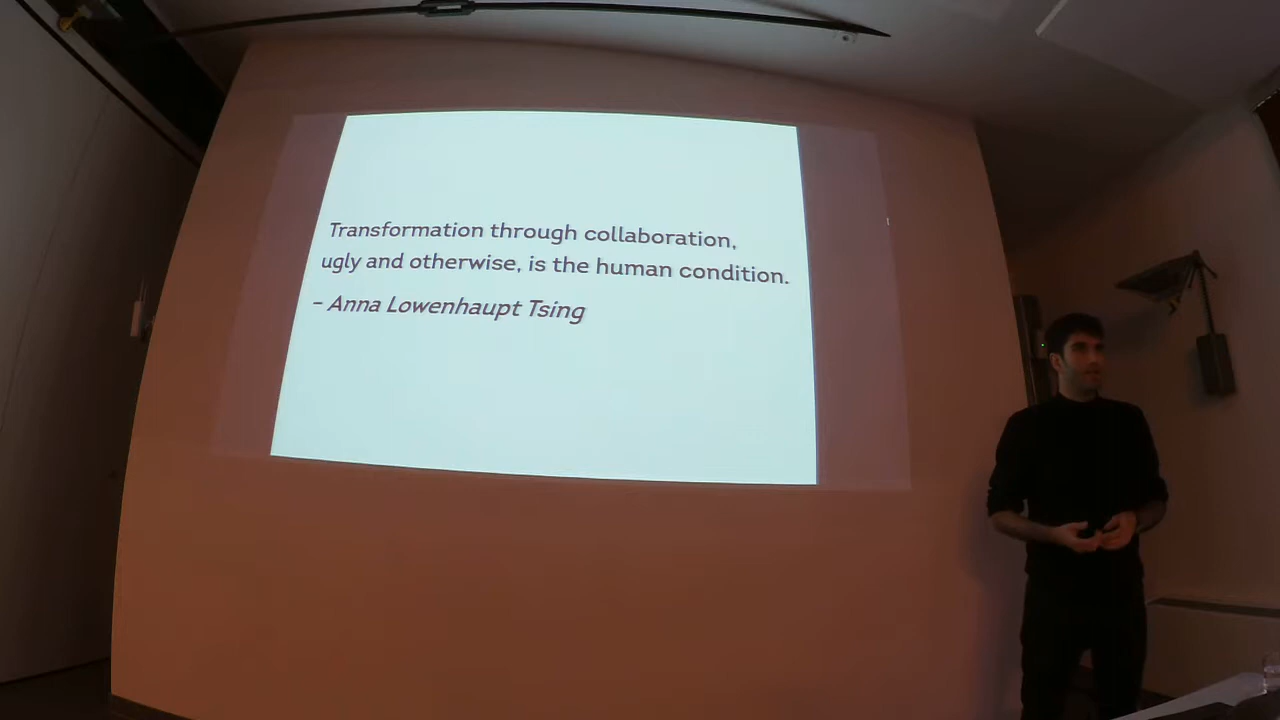 Transformation through collaboration,
ugly and otherwise, is the human condition.
– Anna Lowenhaupt Tsing